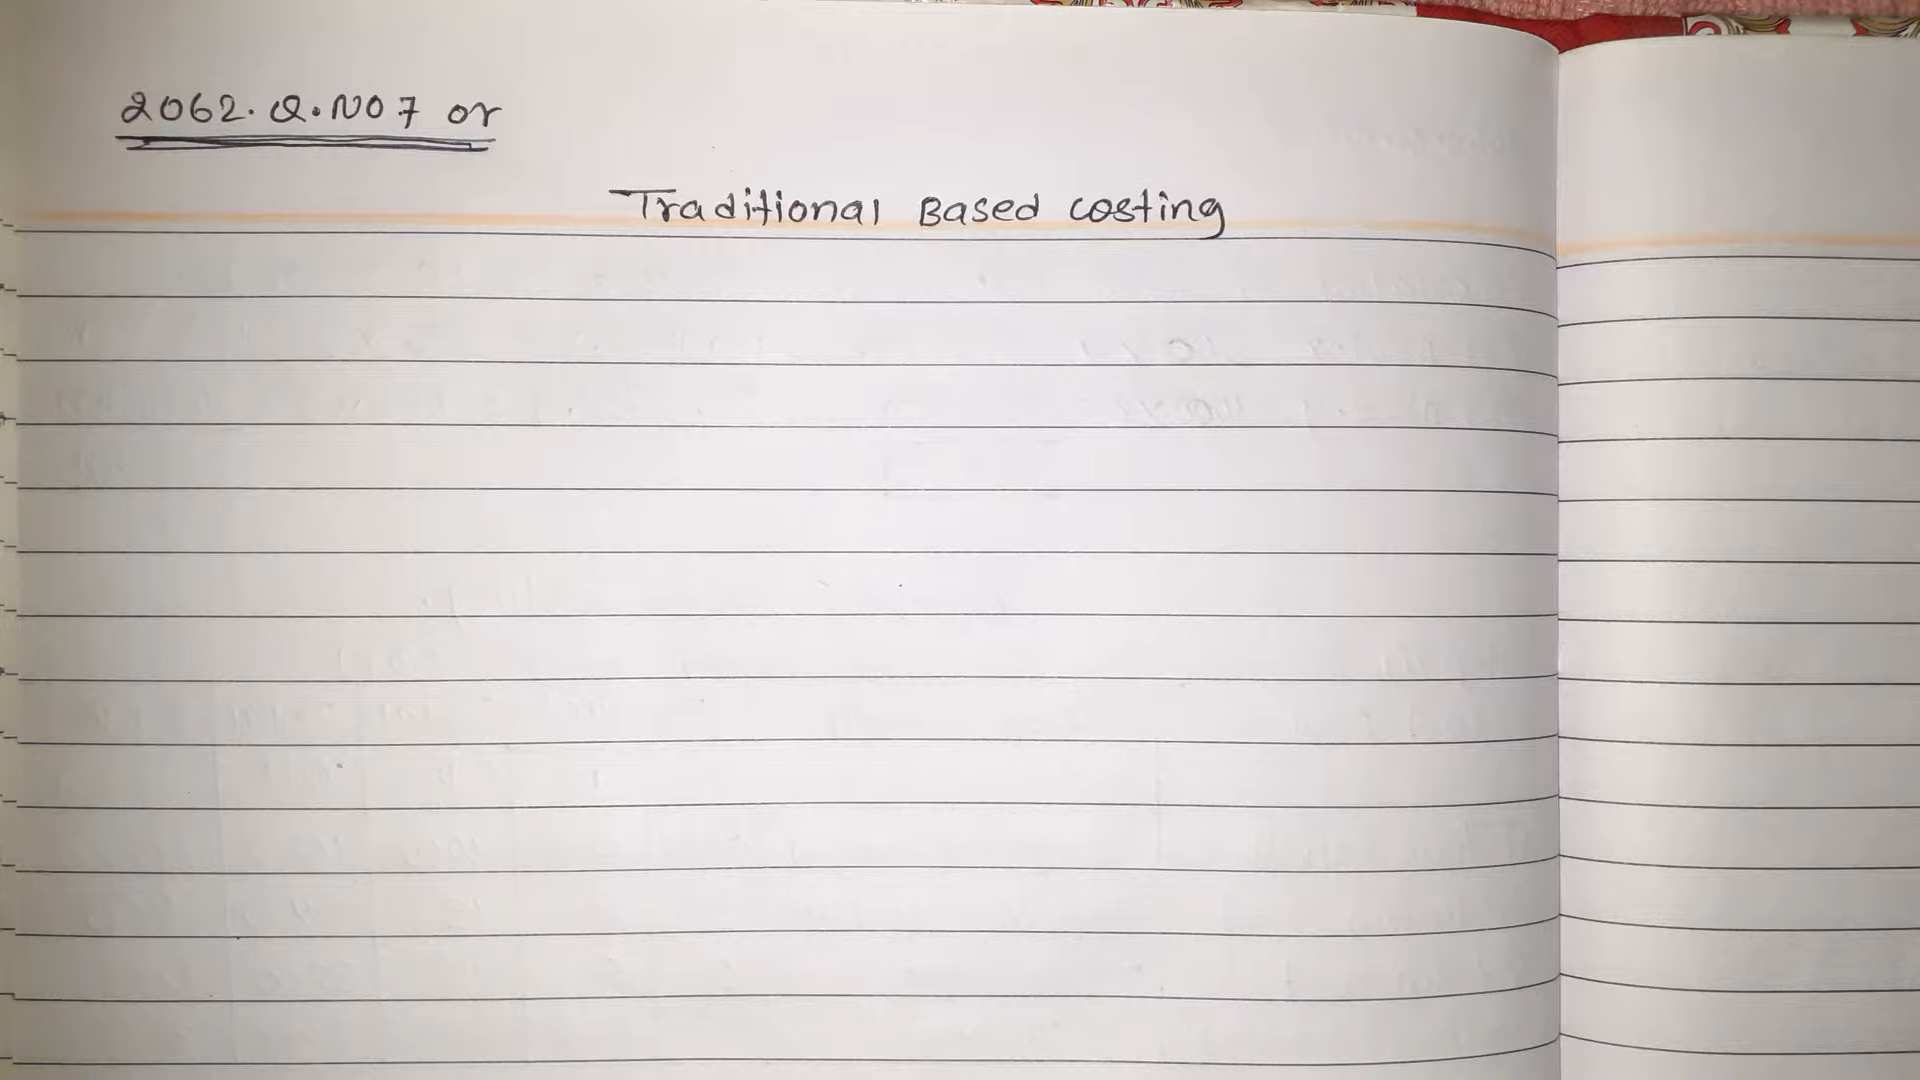 2062. Q. NO 7 or
Traditional Based costing